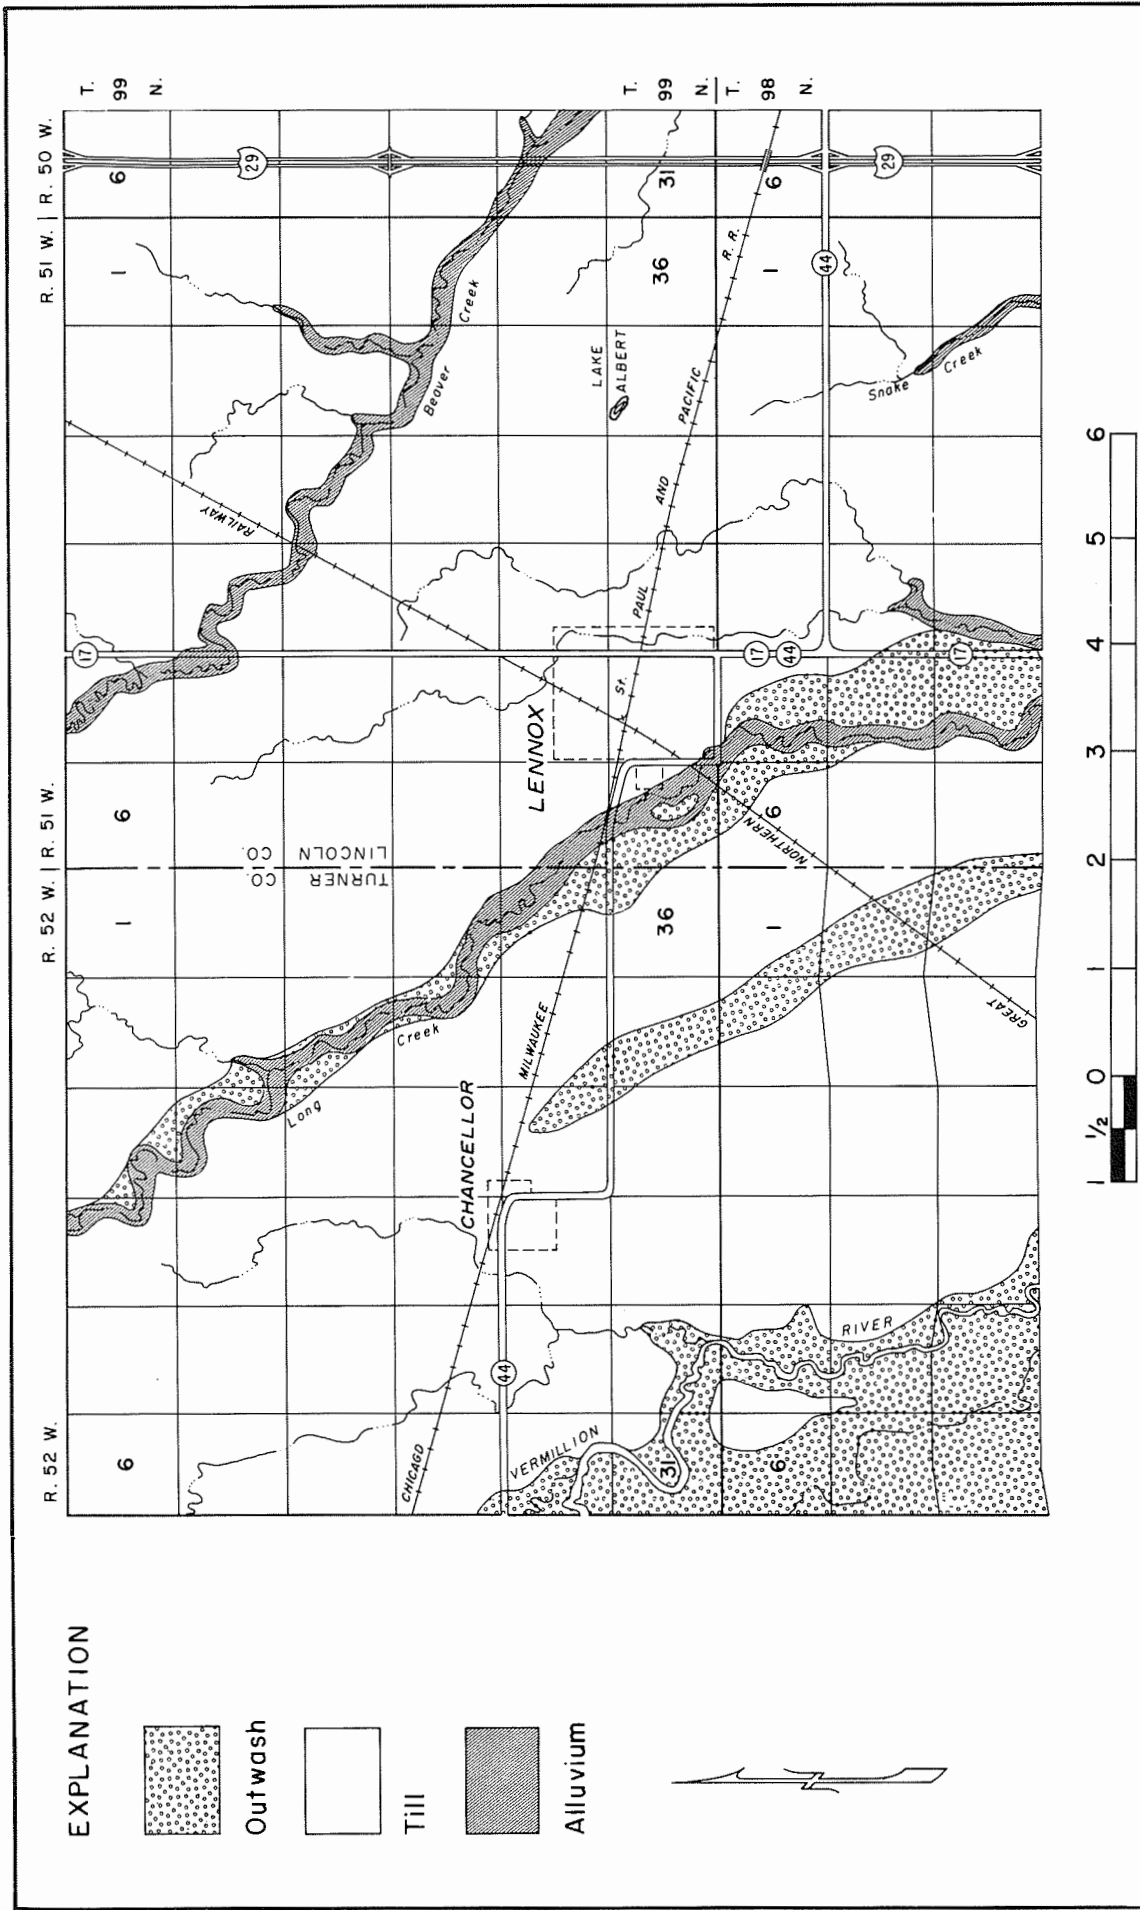 EXPLANATION
Outwash
Till
Alluvium
R. 52 W.
R. 52 W. | R. 51 W.
R. 51 W. | R. 50 W.
T.
99
N.
T.
99
N.
T.
98
N.
6
1
6
1
6
29
17
RAILWAY
TURNER CO.
LINCOLN CO.
Beaver
Creek
Long
Creek
LAKE
ALBERT
LENNOX
CHANCELLOR
CHICAGO
MILWAUKEE
ST.
PAUL
AND
PACIFIC
R. R.
44
VERMILLION
RIVER
31
36
36
31
6
1
6
1
6
17
44
44
29
17
Snake
Creek
GREAT
NORTHERN
1
1/2
0
1
2
3
4
5
6